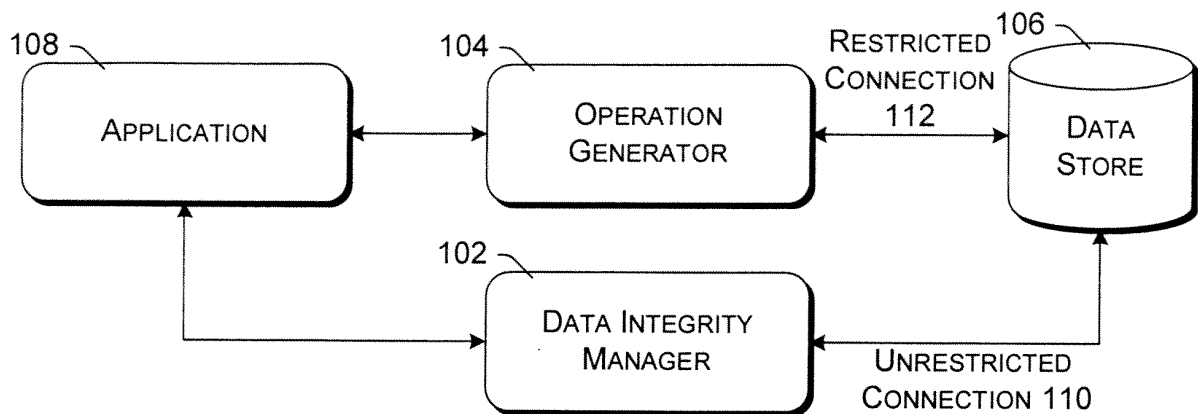 108
APPLICATION
104
OPERATION
GENERATOR
RESTRICTED
CONNECTION
112
106
DATA
STORE
102
DATA INTEGRITY
MANAGER
UNRESTRICTED
CONNECTION 110